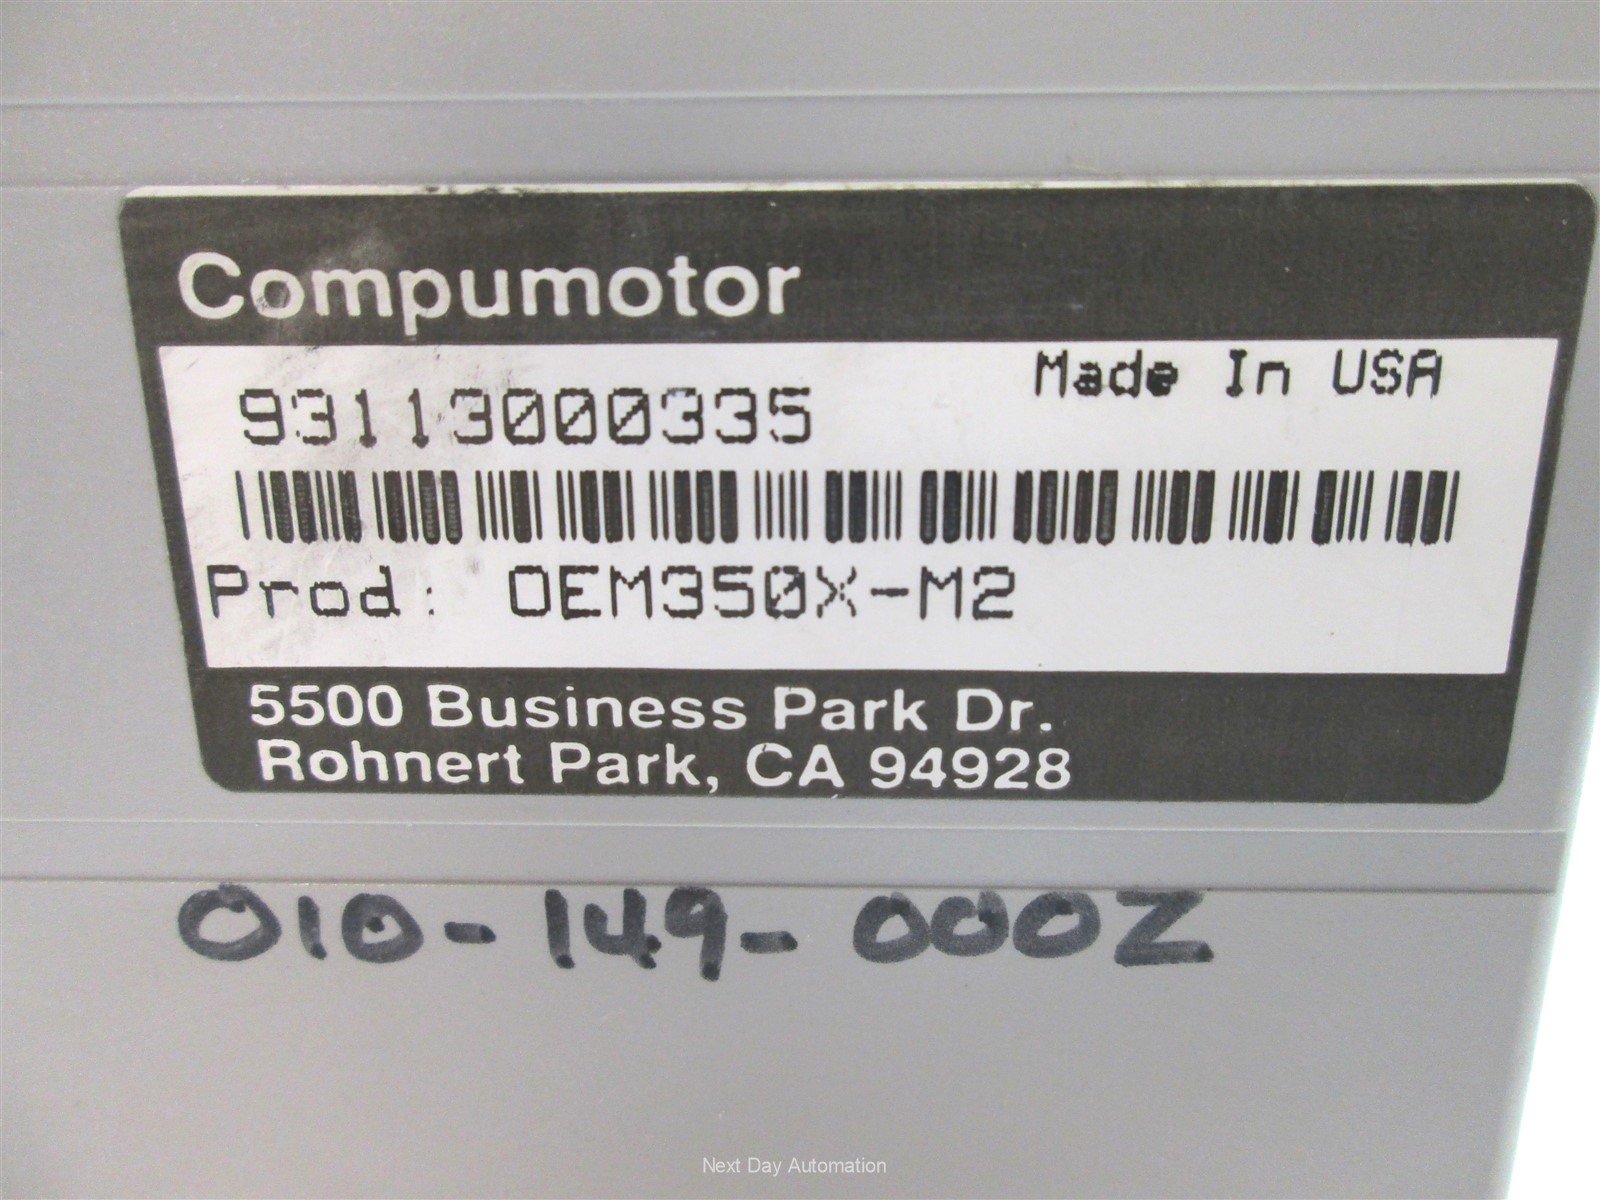 Compumotor
Made In USA
93113000335
Prod: OEM350X-M2
5500 Business Park Dr.
Rohnert Park, CA 94928
010-149-0002
Next Day Automation